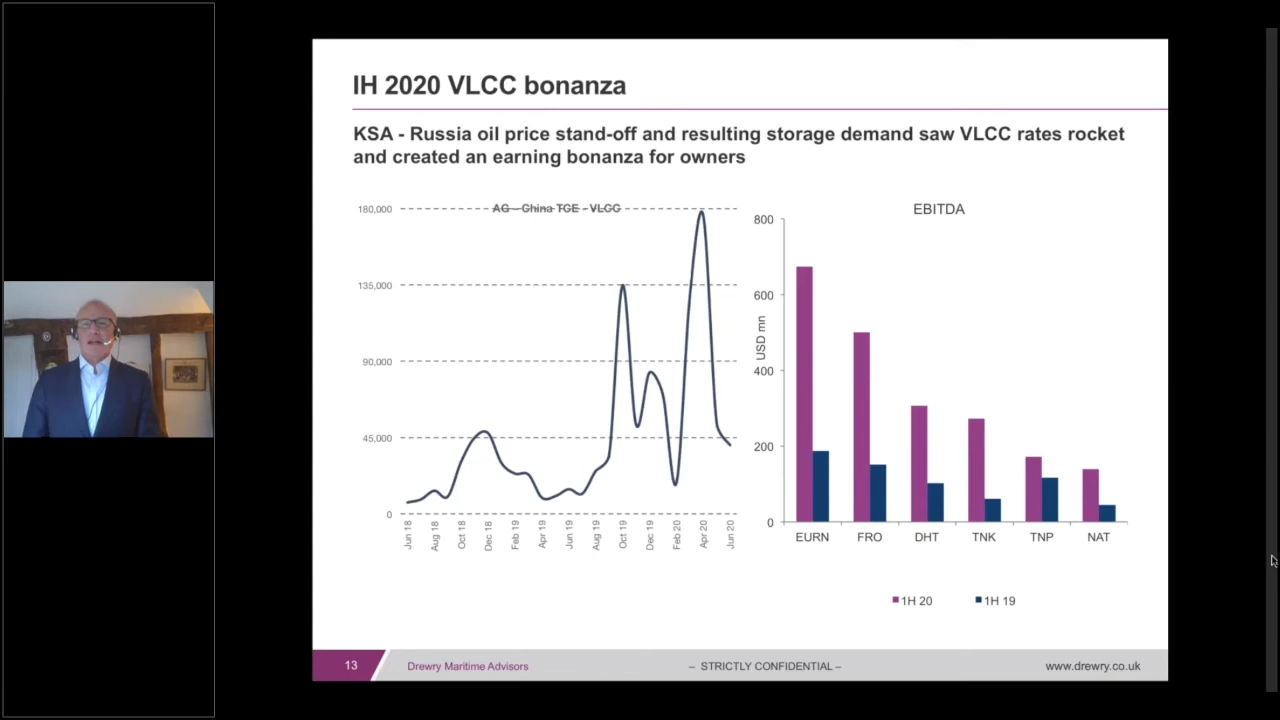 IH 2020 VLCC bonanza
KSA - Russia oil price stand-off and resulting storage demand saw VLCC rates rocket
and created an earning bonanza for owners
AG - China TCE - VLCC
180,000
135,000
90,000
45,000
0
Jun 18
Aug 18
Oct 18
Dec 18
Feb 19
Apr 19
Jun 19
Aug 19
Oct 19
Dec 19
Feb 20
Apr 20
Jun 20
EBITDA
USD mn
800
600
400
200
0
EURN
FRO
DHT
TNK
TNP
NAT
1H 20
1H 19
13
Drewry Maritime Advisors
– STRICTLY CONFIDENTIAL –
www.drewry.co.uk